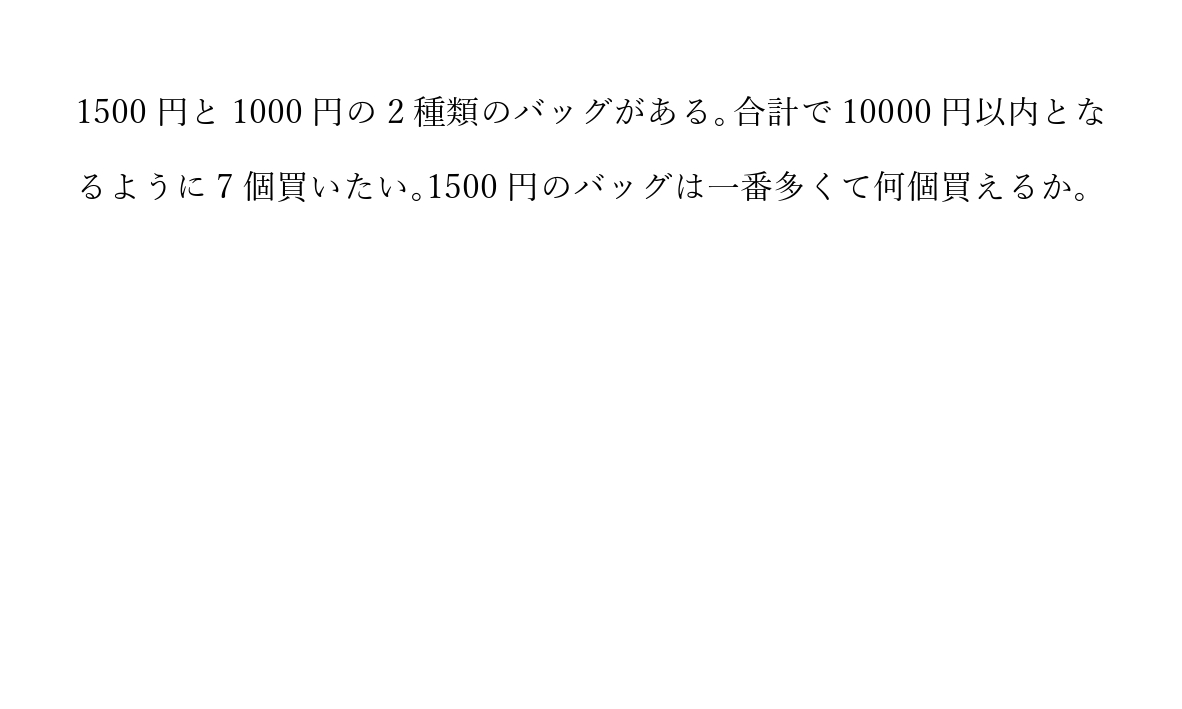 1500 円と 1000 円の 2 種類のバッグがある。合計で 10000 円以内とな
るように 7 個買いたい。1500 円のバッグは一番多くて何個買えるか。